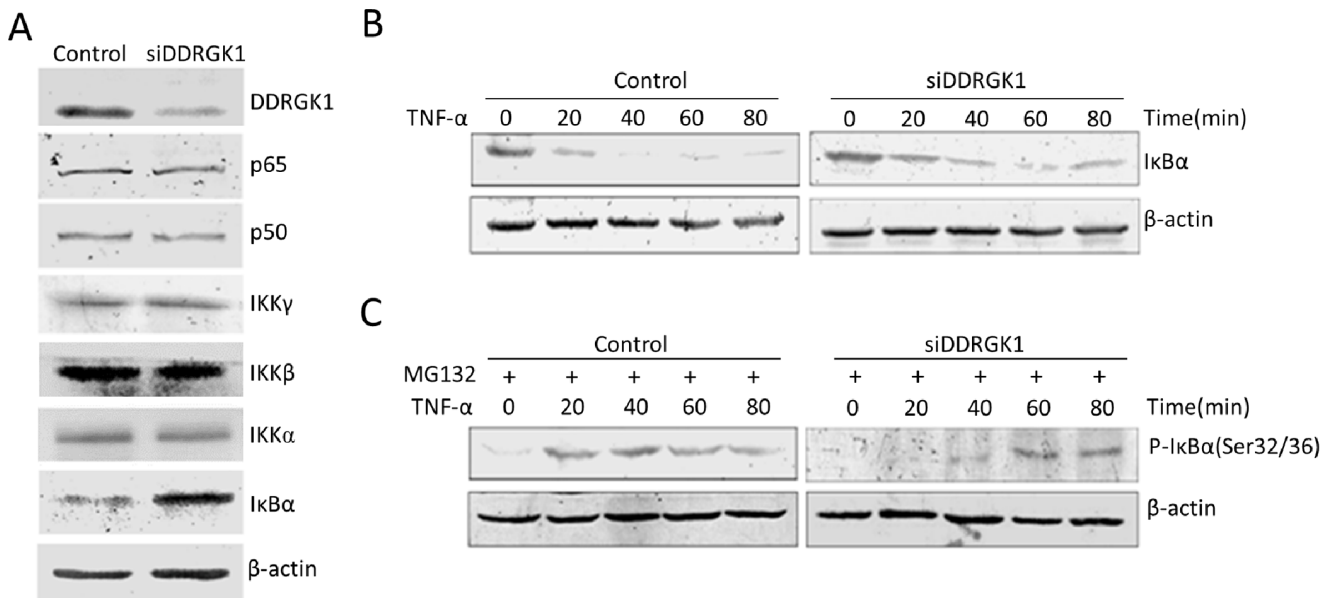 A
Control siDDRGK1
DDRGK1
p65
p50
IKKγ
IKKβ
IKKα
IκBα
β-actin
B
Control siDDRGK1
TNF-α 0 20 40 60 80 0 20 40 60 80 Time(min)
IκBα
β-actin
C
Control siDDRGK1
MG132 + + + + + + + + + +
TNF-α 0 20 40 60 80 0 20 40 60 80 Time(min)
P-IκBα(Ser32/36)
β-actin